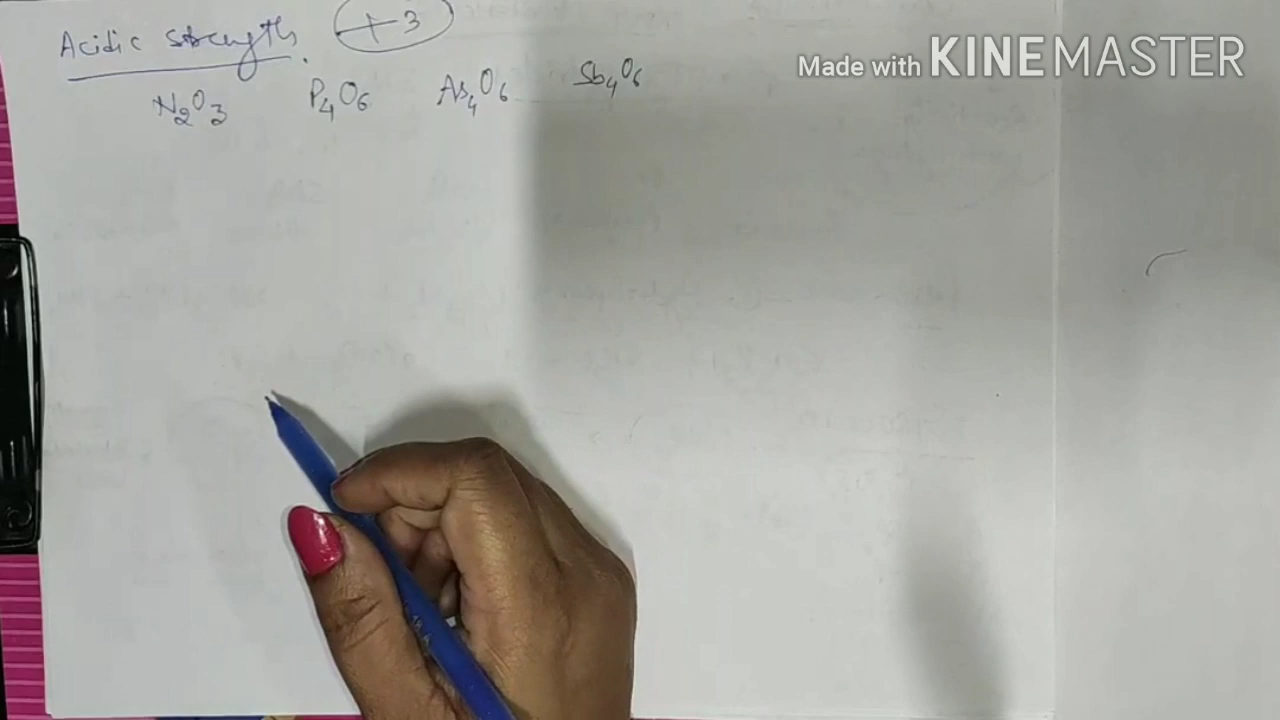 Acidic strength. +3
N₂O₃ P₄O₆ As₄O₆ Sb₄O₆
Made with KINEMASTER